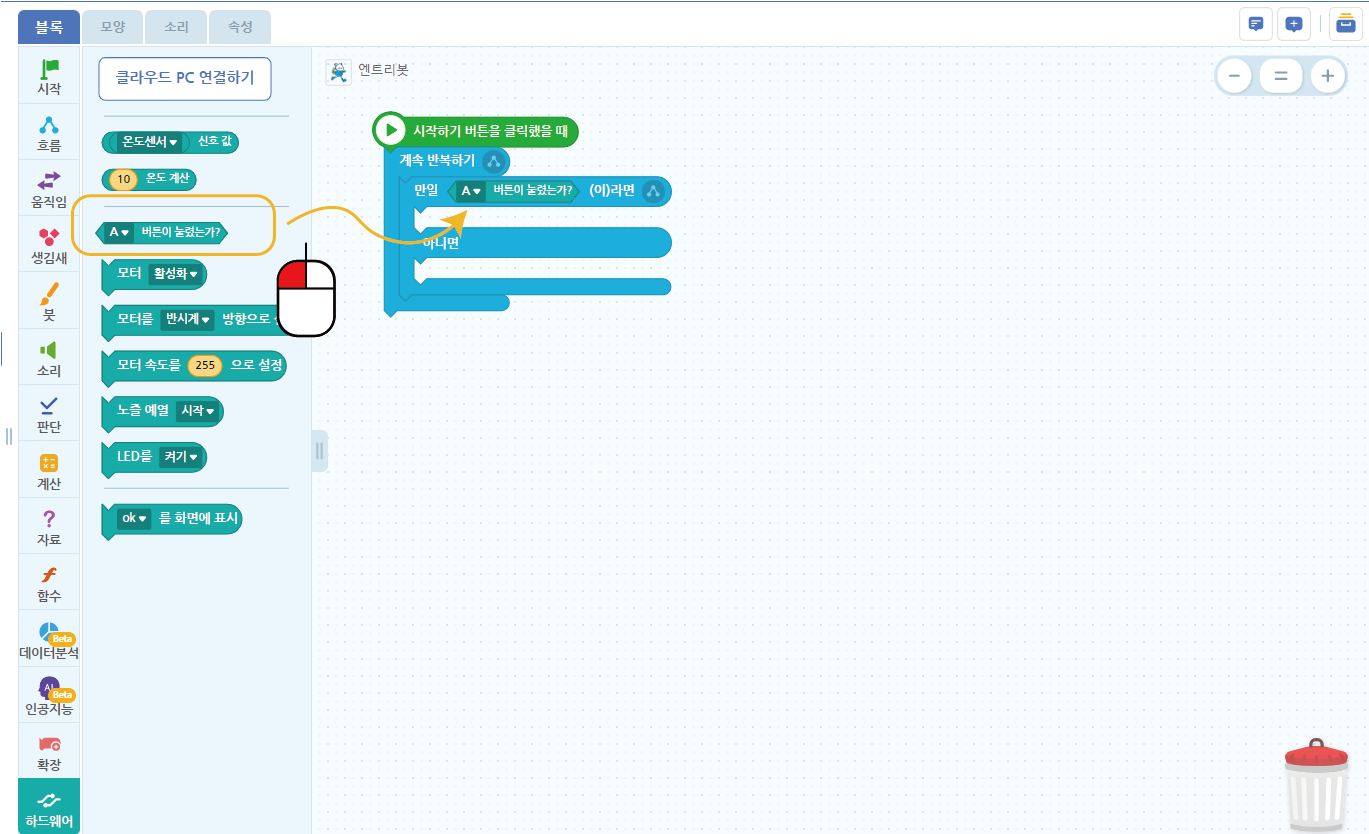 블록
모양
소리
속성
시작
흐름
움직임
생김새
붓
소리
판단
계산
자료
함수
Beta
데이터분석
AI
Beta
인공지능
확장
하드웨어
클라우드 PC 연결하기
온도센서 신호 값
10 온도 계산
A 버튼이 눌렸는가?
모터 활성화
모터를 반시계 방향으로
모터 속도를 255 으로 설정
노즐 예열 시작
LED를 켜기
ok 를 화면에 표시
엔트리봇
시작하기 버튼을 클릭했을 때
계속 반복하기
만일 A 버튼이 눌렸는가? (이)라면
아니면